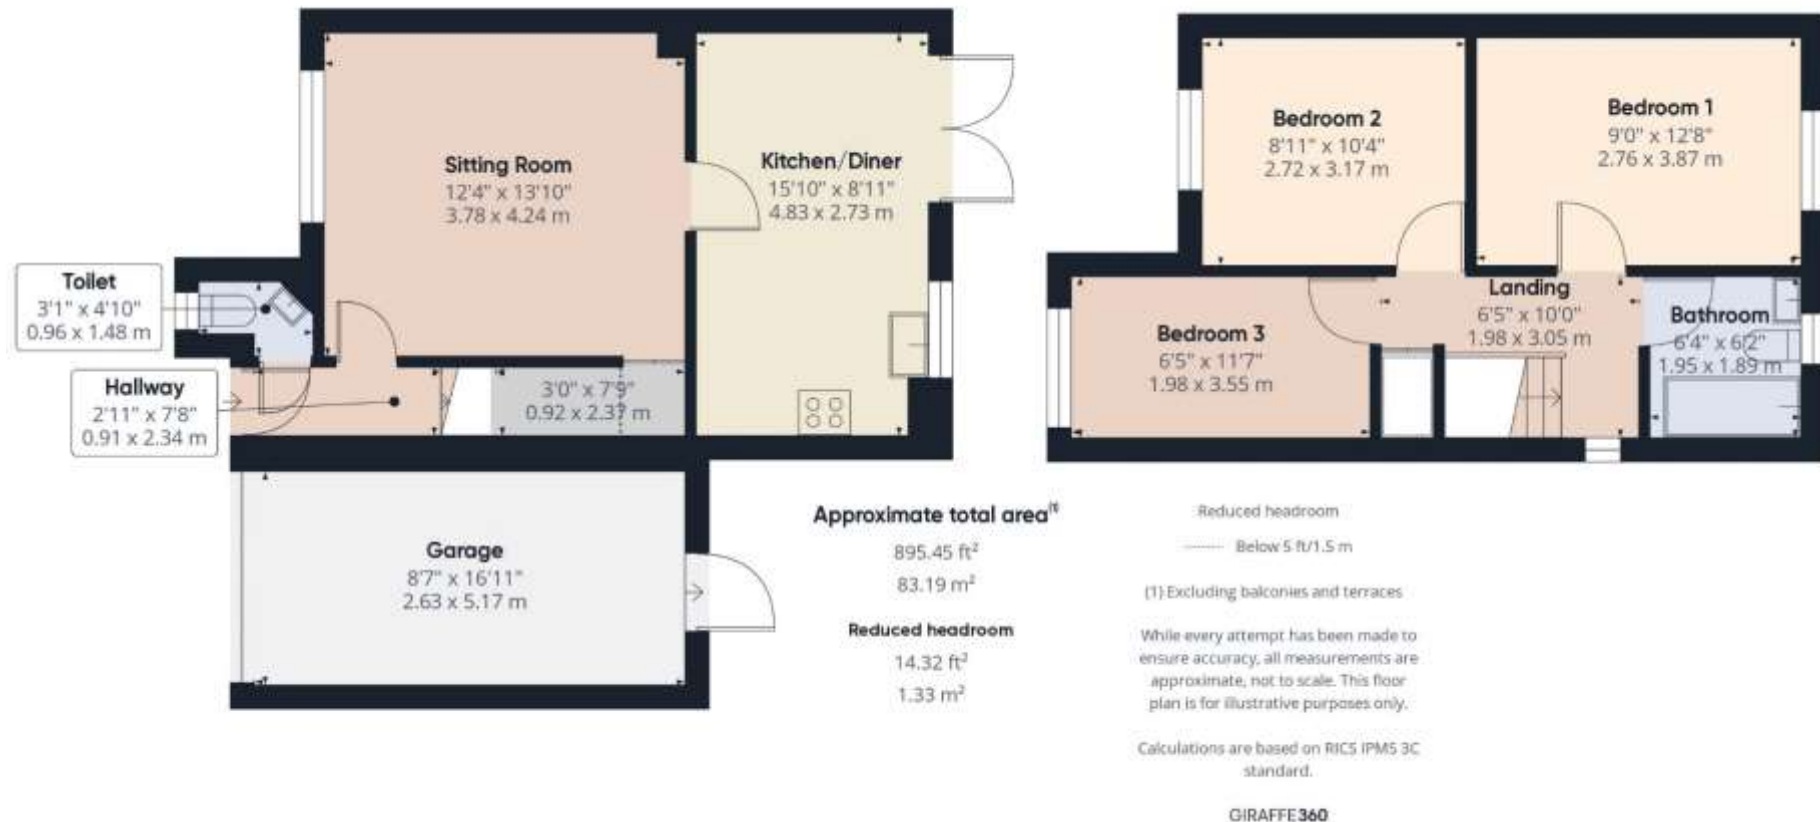 Sitting Room
12'4" x 13'10"
3.78 x 4.24 m
Kitchen/Diner
15'10" x 8'11"
4.83 x 2.73 m
Toilet
3'1" x 4'10"
0.96 x 1.48 m
Hallway
2'11" x 7'8"
0.91 x 2.34 m
3'0" x 7'9"
0.92 x 2.37 m
Garage
8'7" x 16'11"
2.63 x 5.17 m
Bedroom 2
8'11" x 10'4"
2.72 x 3.17 m
Bedroom 1
9'0" x 12'8"
2.76 x 3.87 m
Bedroom 3
6'5" x 11'7"
1.98 x 3.55 m
Landing
6'5" x 10'0"
1.98 x 3.05 m
Bathroom
6'4" x 6'2"
1.95 x 1.89 m
Approximate total area(1)
895.45 ft²
83.19 m²
Reduced headroom
14.32 ft²
1.33 m²
Reduced headroom
Below 5 ft/1.5 m
(1) Excluding balconies and terraces
While every attempt has been made to
ensure accuracy, all measurements are
approximate, not to scale. This floor
plan is for illustrative purposes only.
Calculations are based on RICS IPMS 3C
standard.
GIRAFFE360